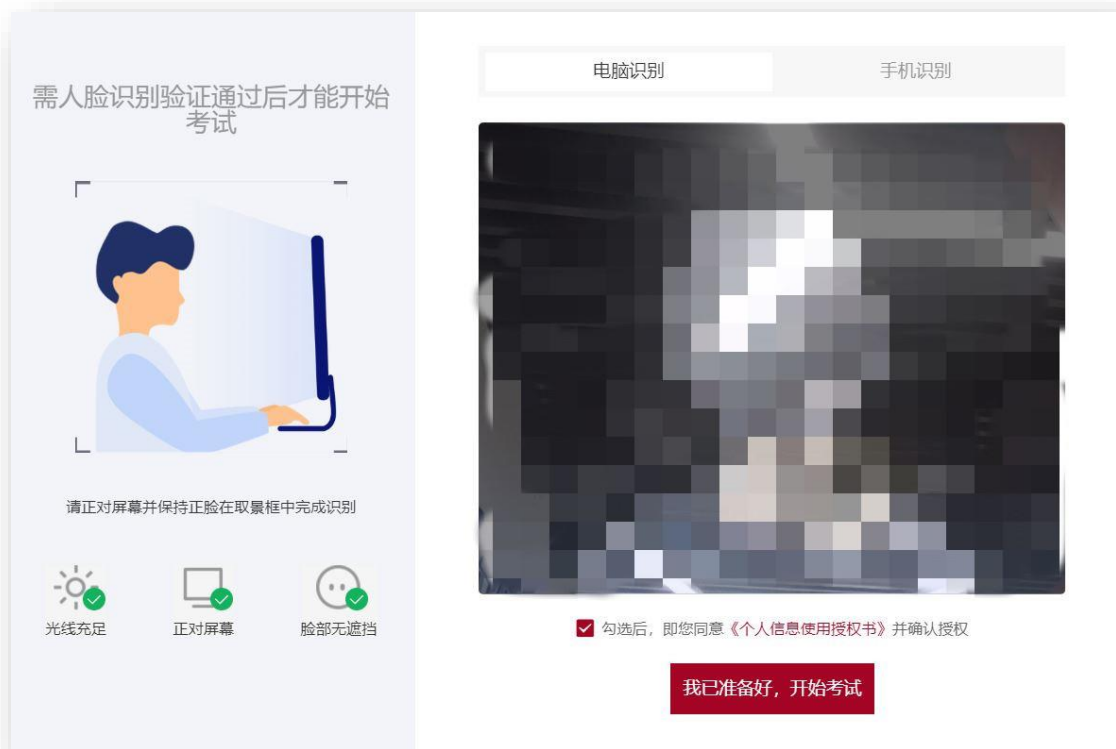 需人脸识别验证通过后才能开始
考试
请正对屏幕并保持正脸在取景框中完成识别
光线充足
正对屏幕
脸部无遮挡
电脑识别
手机识别
勾选后，即您同意《个人信息使用授权书》并确认授权
我已准备好，开始考试